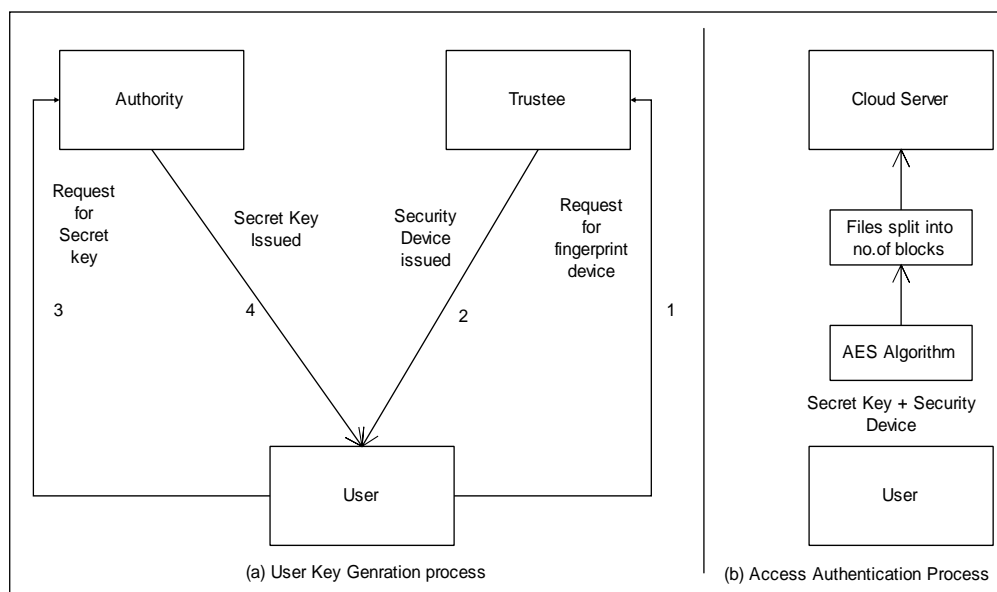 Authority
Trustee
Request
for
Secret
key
Secret Key
Issued
Security
Device
issued
Request
for
fingerprint
device
3
4
2
1
User
(a) User Key Genration process
Cloud Server
Files split into
no.of blocks
AES Algorithm
Secret Key + Security
Device
User
(b) Access Authentication Process